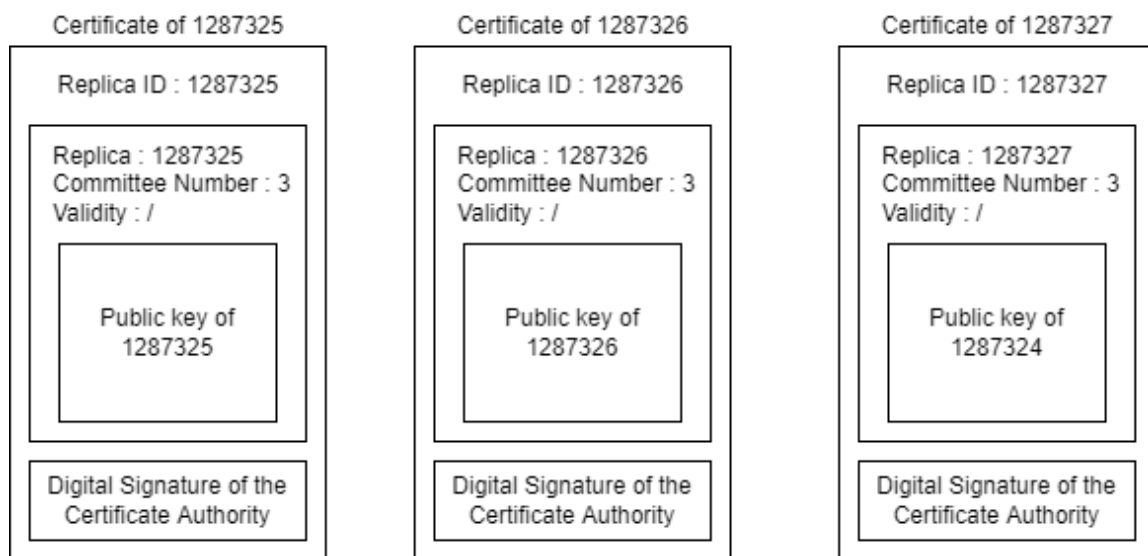 Certificate of 1287325
Replica ID : 1287325
Replica : 1287325
Committee Number : 3
Validity : /
Public key of
1287325
Digital Signature of the
Certificate Authority
Certificate of 1287326
Replica ID : 1287326
Replica : 1287326
Committee Number : 3
Validity : /
Public key of
1287326
Digital Signature of the
Certificate Authority
Certificate of 1287327
Replica ID : 1287327
Replica : 1287327
Committee Number : 3
Validity : /
Public key of
1287324
Digital Signature of the
Certificate Authority